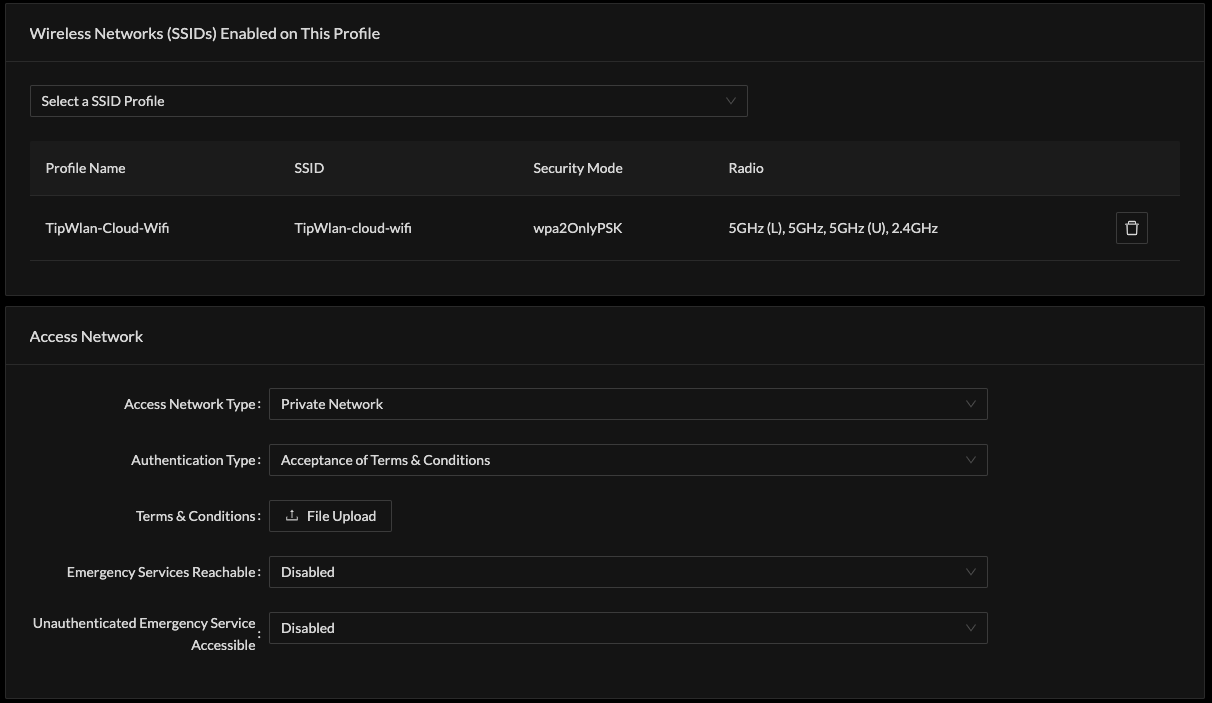 Wireless Networks (SSIDs) Enabled on This Profile
Select a SSID Profile
Profile Name SSID Security Mode Radio
TipWlan-Cloud-Wifi TipWlan-cloud-wifi wpa2OnlyPSK 5GHz (L), 5GHz, 5GHz (U), 2.4GHz
Access Network
Access Network Type: Private Network
Authentication Type: Acceptance of Terms & Conditions
Terms & Conditions: File Upload
Emergency Services Reachable: Disabled
Unauthenticated Emergency Service
Accessible: Disabled